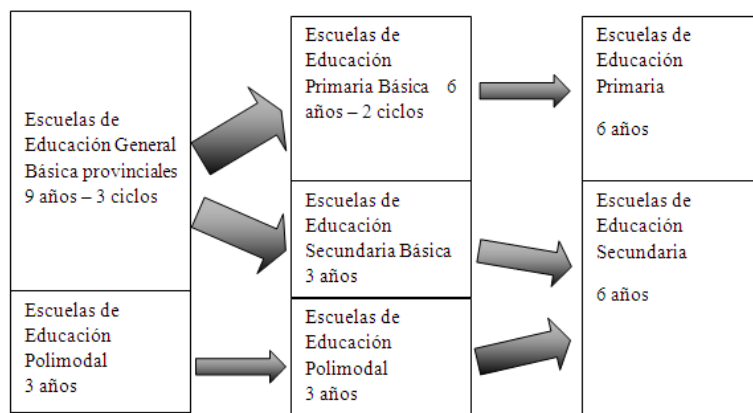 Escuelas de
Educación General
Básica provinciales
9 años – 3 ciclos
Escuelas de
Educación
Polimodal
3 años
Escuelas de
Educación
Primaria Básica 6
años – 2 ciclos
Escuelas de
Educación
Secundaria Básica
3 años
Escuelas de
Educación
Polimodal
3 años
Escuelas de
Educación
Primaria
6 años
Escuelas de
Educación
Secundaria
6 años